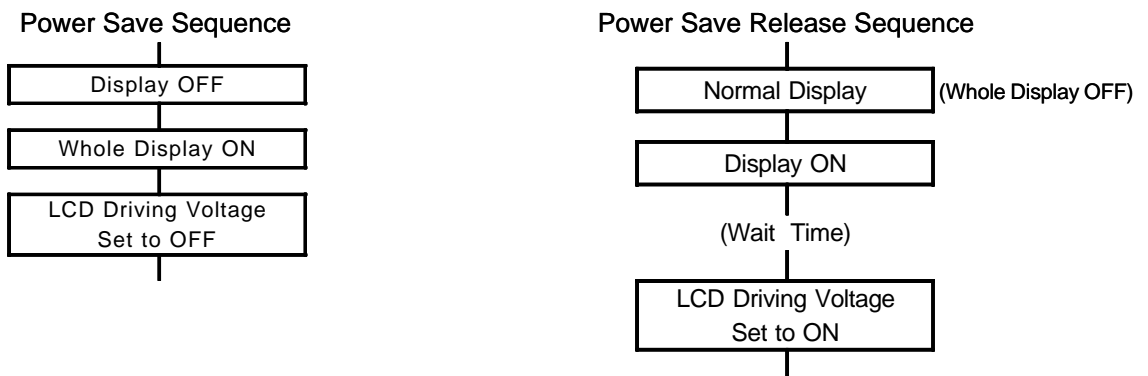 Power Save Sequence
Display OFF
Whole Display ON
LCD Driving Voltage
Set to OFF
Power Save Release Sequence
Normal Display
(Whole Display OFF)
Display ON
(Wait Time)
LCD Driving Voltage
Set to ON